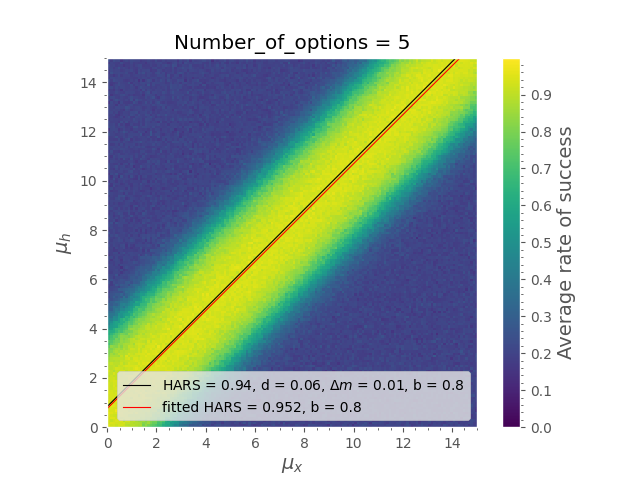 Number_of_options = 5
14
12
10
8
6
4
2
0
μh
HARS = 0.94, d = 0.06, Δm = 0.01, b = 0.8
fitted HARS = 0.952, b = 0.8
0 2 4 6 8 10 12 14
μx
0.9
0.8
0.7
0.6
0.5
0.4
0.3
0.2
0.1
0.0
Average rate of success